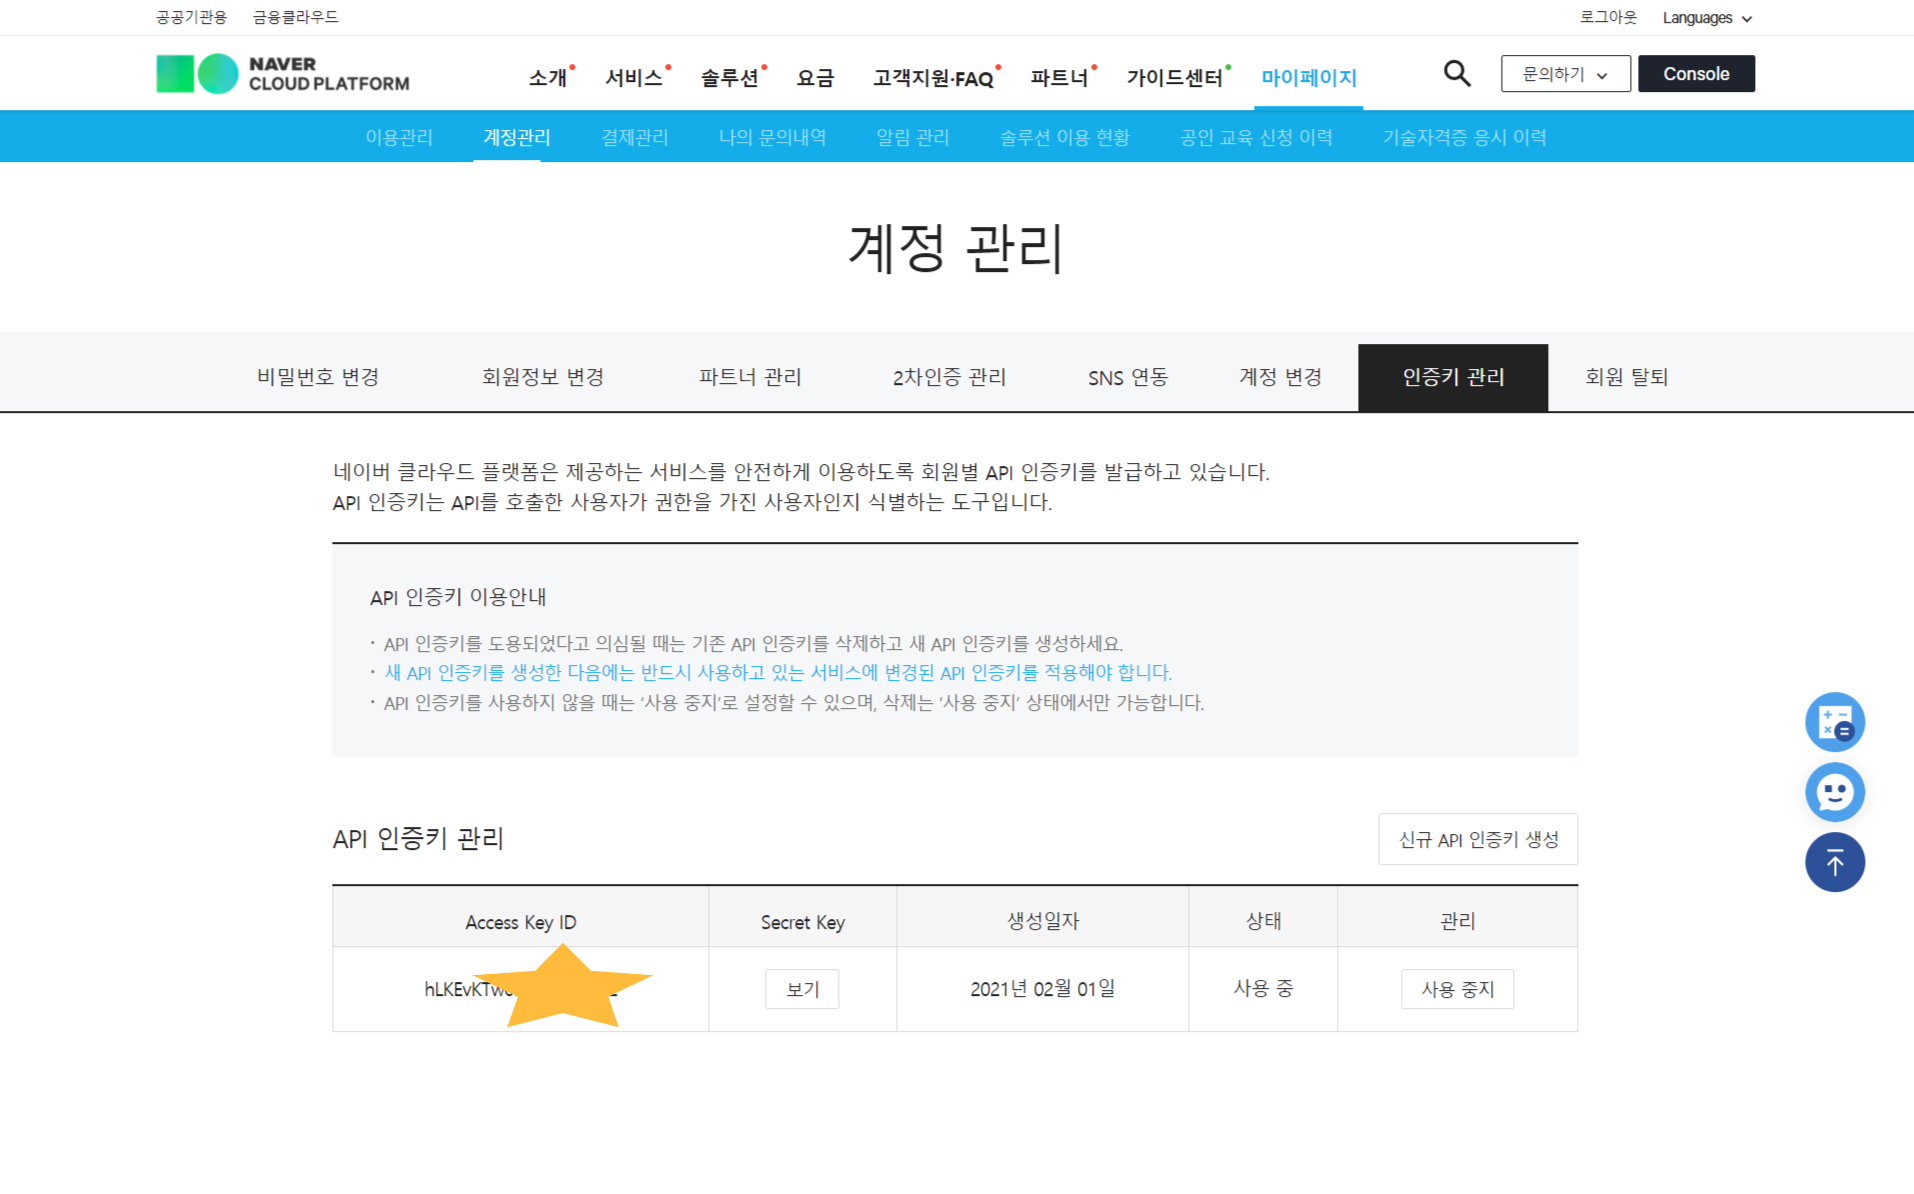 공공기관용 금융클라우드 로그아웃 Languages
NAVER
CLOUD PLATFORM
소개 서비스 솔루션 요금 고객지원·FAQ 파트너 가이드센터 마이페이지 문의하기 Console
이용관리 계정관리 결제관리 나의 문의내역 알림 관리 솔루션 이용 현황 공인 교육 신청 이력 기술자격증 응시 이력
계정 관리
비밀번호 변경 회원정보 변경 파트너 관리 2차인증 관리 SNS 연동 계정 변경 인증키 관리 회원 탈퇴
네이버 클라우드 플랫폼은 제공하는 서비스를 안전하게 이용하도록 회원별 API 인증키를 발급하고 있습니다.
API 인증키는 API를 호출한 사용자가 권한을 가진 사용자인지 식별하는 도구입니다.
API 인증키 이용안내
· API 인증키를 도용되었다고 의심될 때는 기존 API 인증키를 삭제하고 새 API 인증키를 생성하세요.
· 새 API 인증키를 생성한 다음에는 반드시 사용하고 있는 서비스에 변경된 API 인증키를 적용해야 합니다.
· API 인증키를 사용하지 않을 때는 ‘사용 중지’로 설정할 수 있으며, 삭제는 ‘사용 중지’ 상태에서만 가능합니다.
API 인증키 관리 신규 API 인증키 생성
Access Key ID Secret Key 생성일자 상태 관리
보기 2021년 02월 01일 사용 중 사용 중지